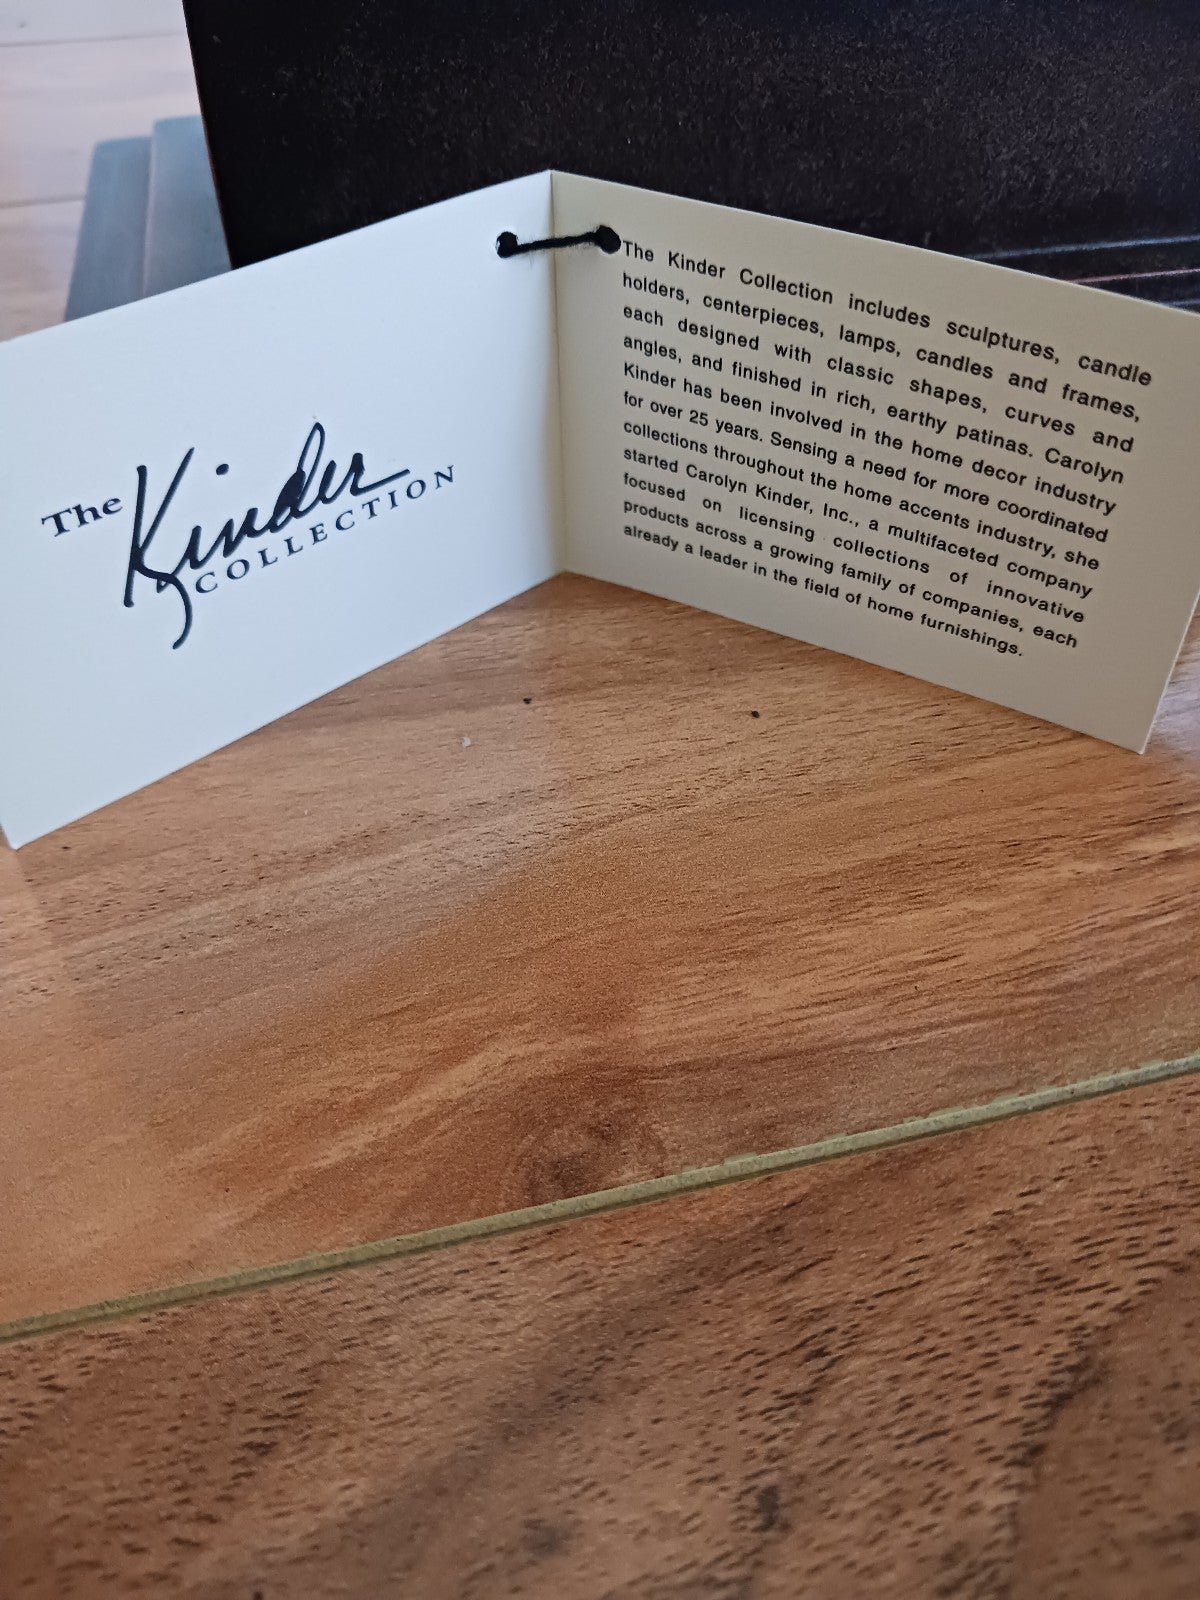 The Kinder
COLLECTION
The Kinder Collection includes sculptures, candle
holders, centerpieces, lamps, candles and frames,
each designed with classic shapes, curves and
angles, and finished in rich, earthy patinas. Carolyn
Kinder has been involved in the home decor industry
for over 25 years. Sensing a need for more coordinated
collections throughout the home accents industry, she
started Carolyn Kinder, Inc., a multifaceted company
focused on licensing collections of innovative
products across a growing family of companies, each
already a leader in the field of home furnishings.